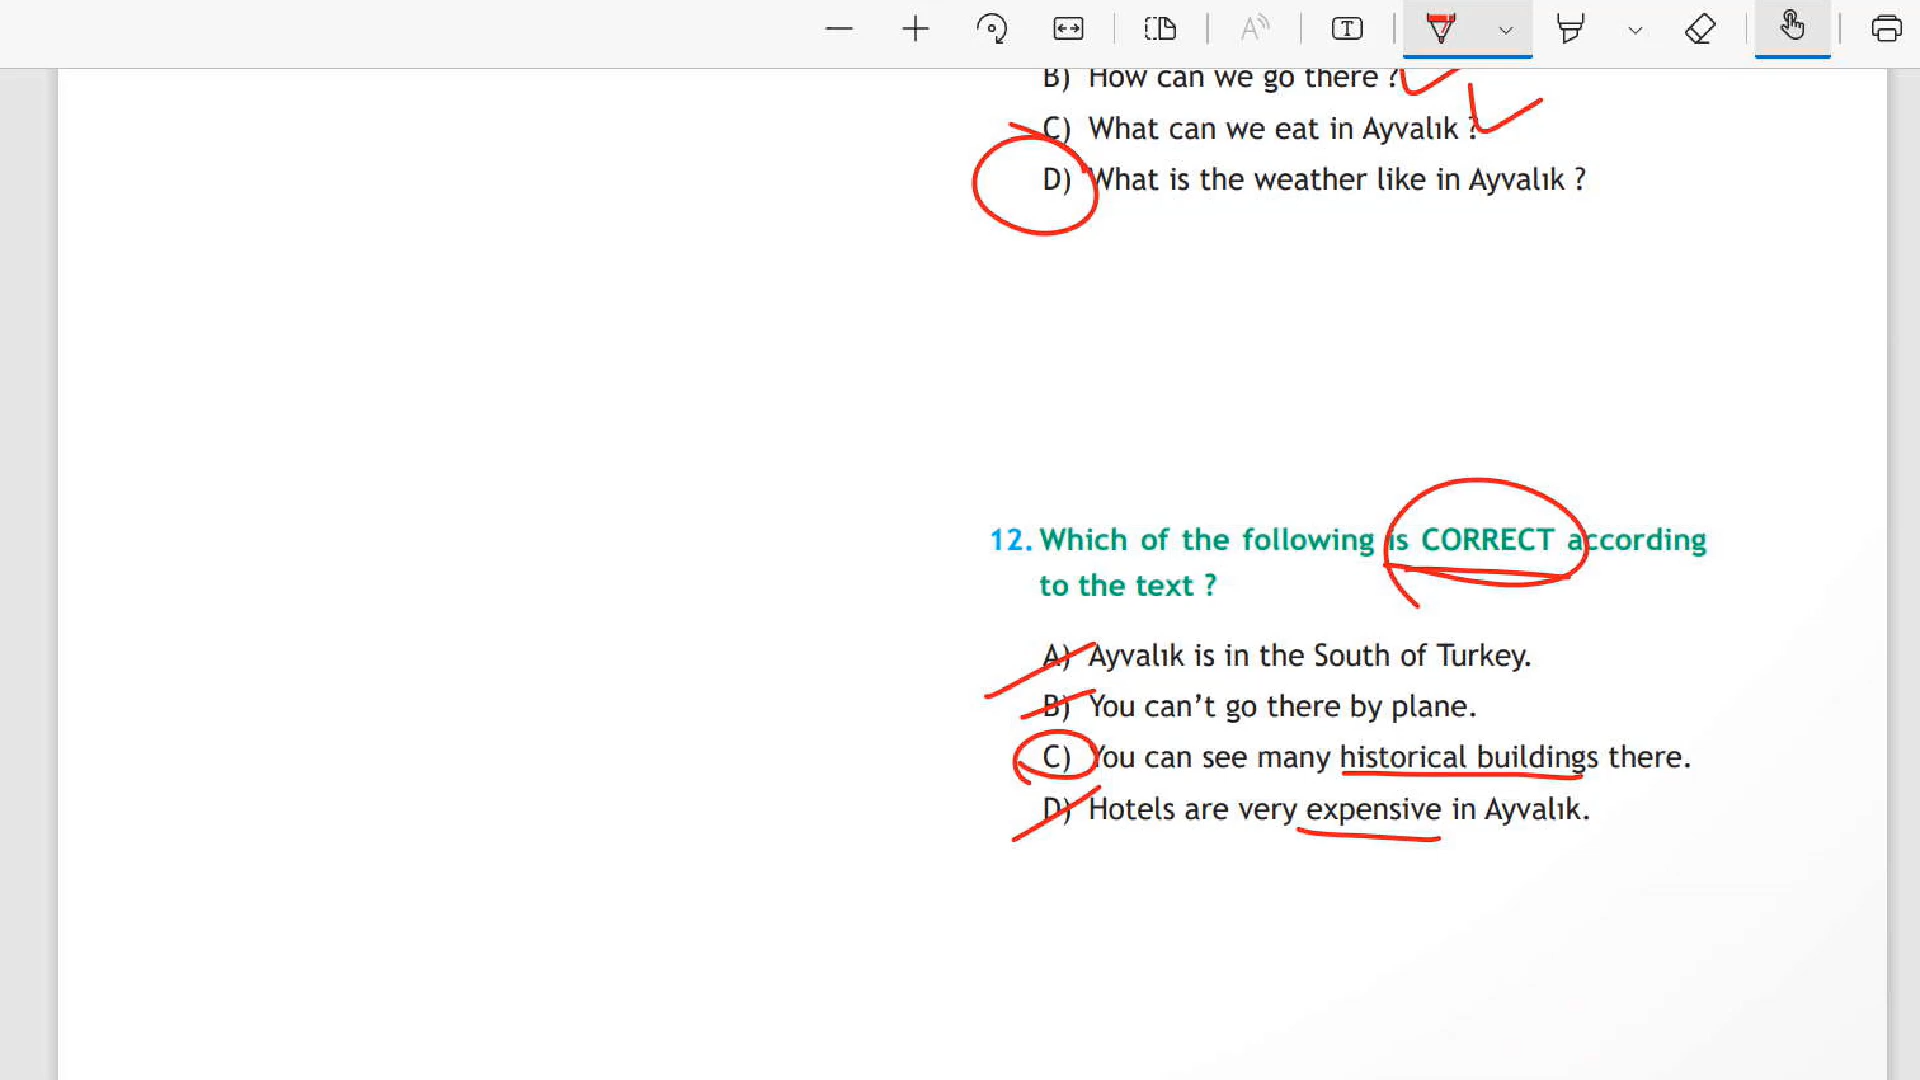 B) How can we go there ?
C) What can we eat in Ayvalık ?
D) What is the weather like in Ayvalık ?
12. Which of the following is CORRECT according
to the text ?
A) Ayvalık is in the South of Turkey.
B) You can’t go there by plane.
C) You can see many historical buildings there.
D) Hotels are very expensive in Ayvalık.